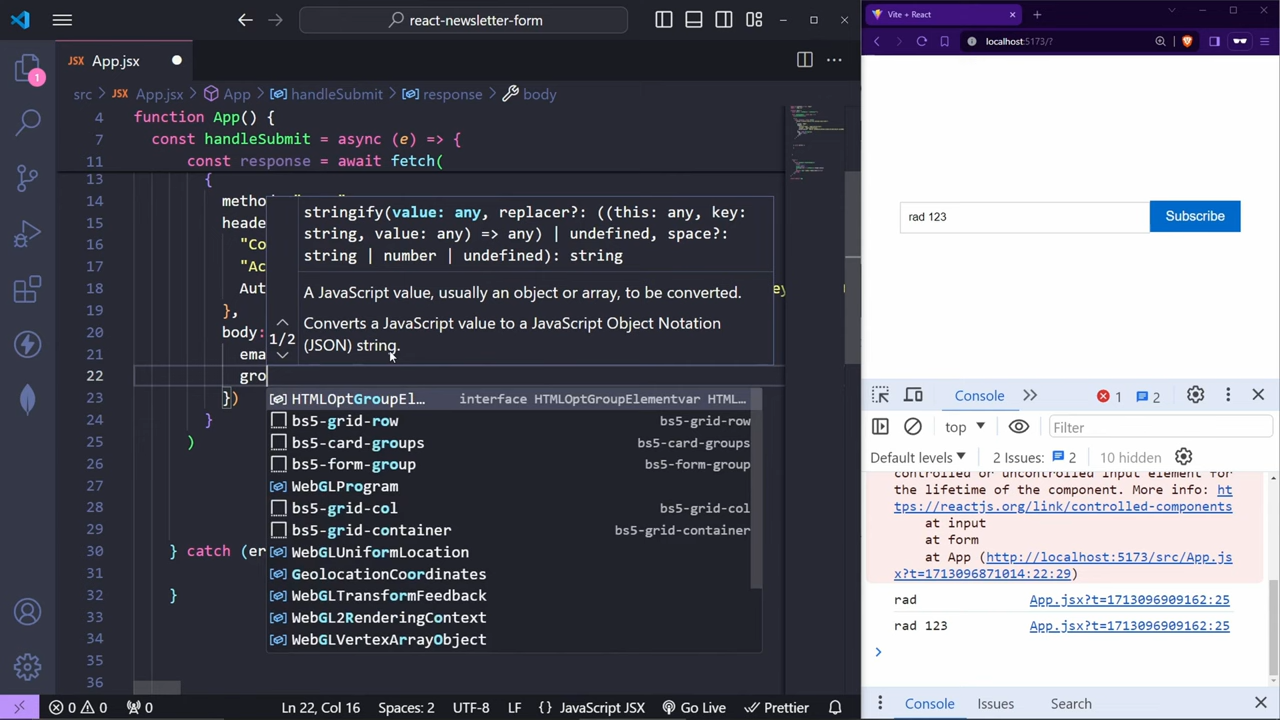 react-newsletter-form
JSX App.jsx
1
src > JSX App.jsx > App > handleSubmit > response > body
4 function App() {
7 const handleSubmit = async (e) => {
11 const response = await fetch(
13 {
14 metho
15 heade
16 "Co
17 "Ac
18 Aut
19 },
20 body:
21 ema
22 gro
23 })
24 }
25 )
26
27
28
29
30 } catch (er
31
32 }
33
34
35
36
stringify(value: any, replacer?: ((this: any, key:
string, value: any) => any) | undefined, space?:
string | number | undefined): string
A JavaScript value, usually an object or array, to be converted.
Converts a JavaScript value to a JavaScript Object Notation
(JSON) string.
1/2
HTMLOptGroupEl… interface HTMLOptGroupElementvar HTML…
bs5-grid-row bs5-grid-row
bs5-card-groups bs5-card-groups
bs5-form-group bs5-form-group
WebGLProgram
bs5-grid-col bs5-grid-col
bs5-grid-container bs5-grid-container
WebGLUniformLocation
GeolocationCoordinates
WebGLTransformFeedback
WebGL2RenderingContext
WebGLVertexArrayObject
0 0 0 Ln 22, Col 16 Spaces: 2 UTF-8 LF {} JavaScript JSX Go Live Prettier
Vite + React
localhost:5173/?
rad 123 Subscribe
Console 1 2
top Filter
Default levels 2 Issues: 2 10 hidden
controlled or uncontrolled input element for
the lifetime of the component. More info: ht
tps://reactjs.org/link/controlled-components
at input
at form
at App (http://localhost:5173/src/App.js
x?t=1713096871014:22:29)
rad App.jsx?t=1713096909162:25
rad 123 App.jsx?t=1713096909162:25
Console Issues Search